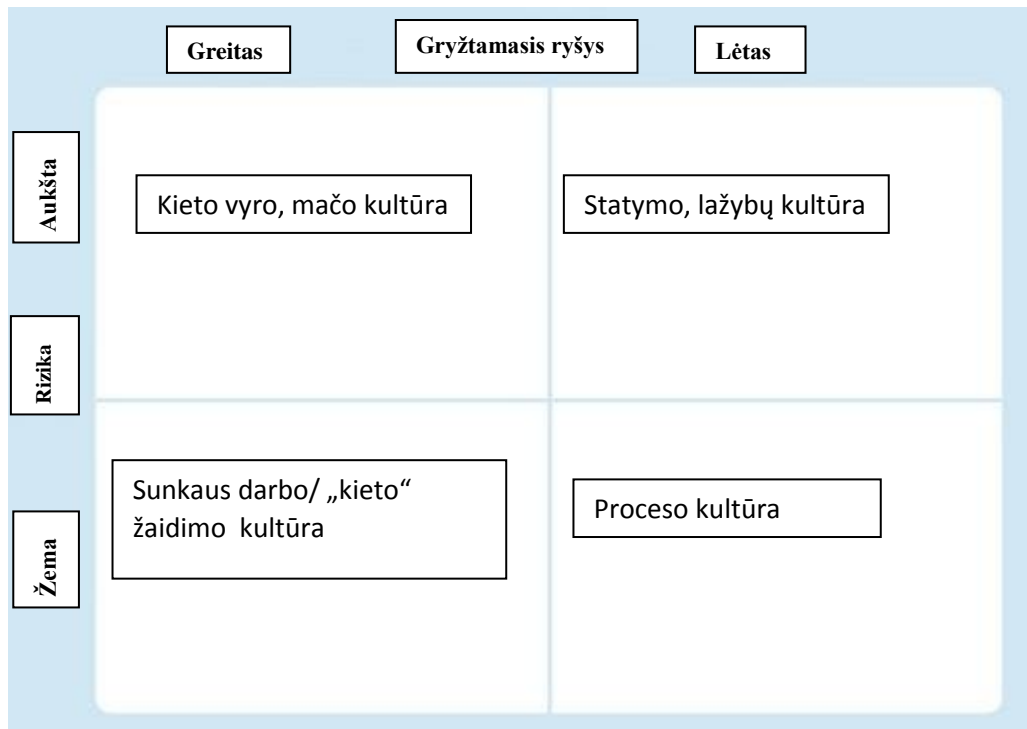 Greitas
Gryžtamasis ryšys
Lėtas
Aukšta
Kieto vyro, mačo kultūra
Statymo, lažybų kultūra
Rizika
Sunkaus darbo/ „kieto“
žaidimo kultūra
Proceso kultūra
Žema